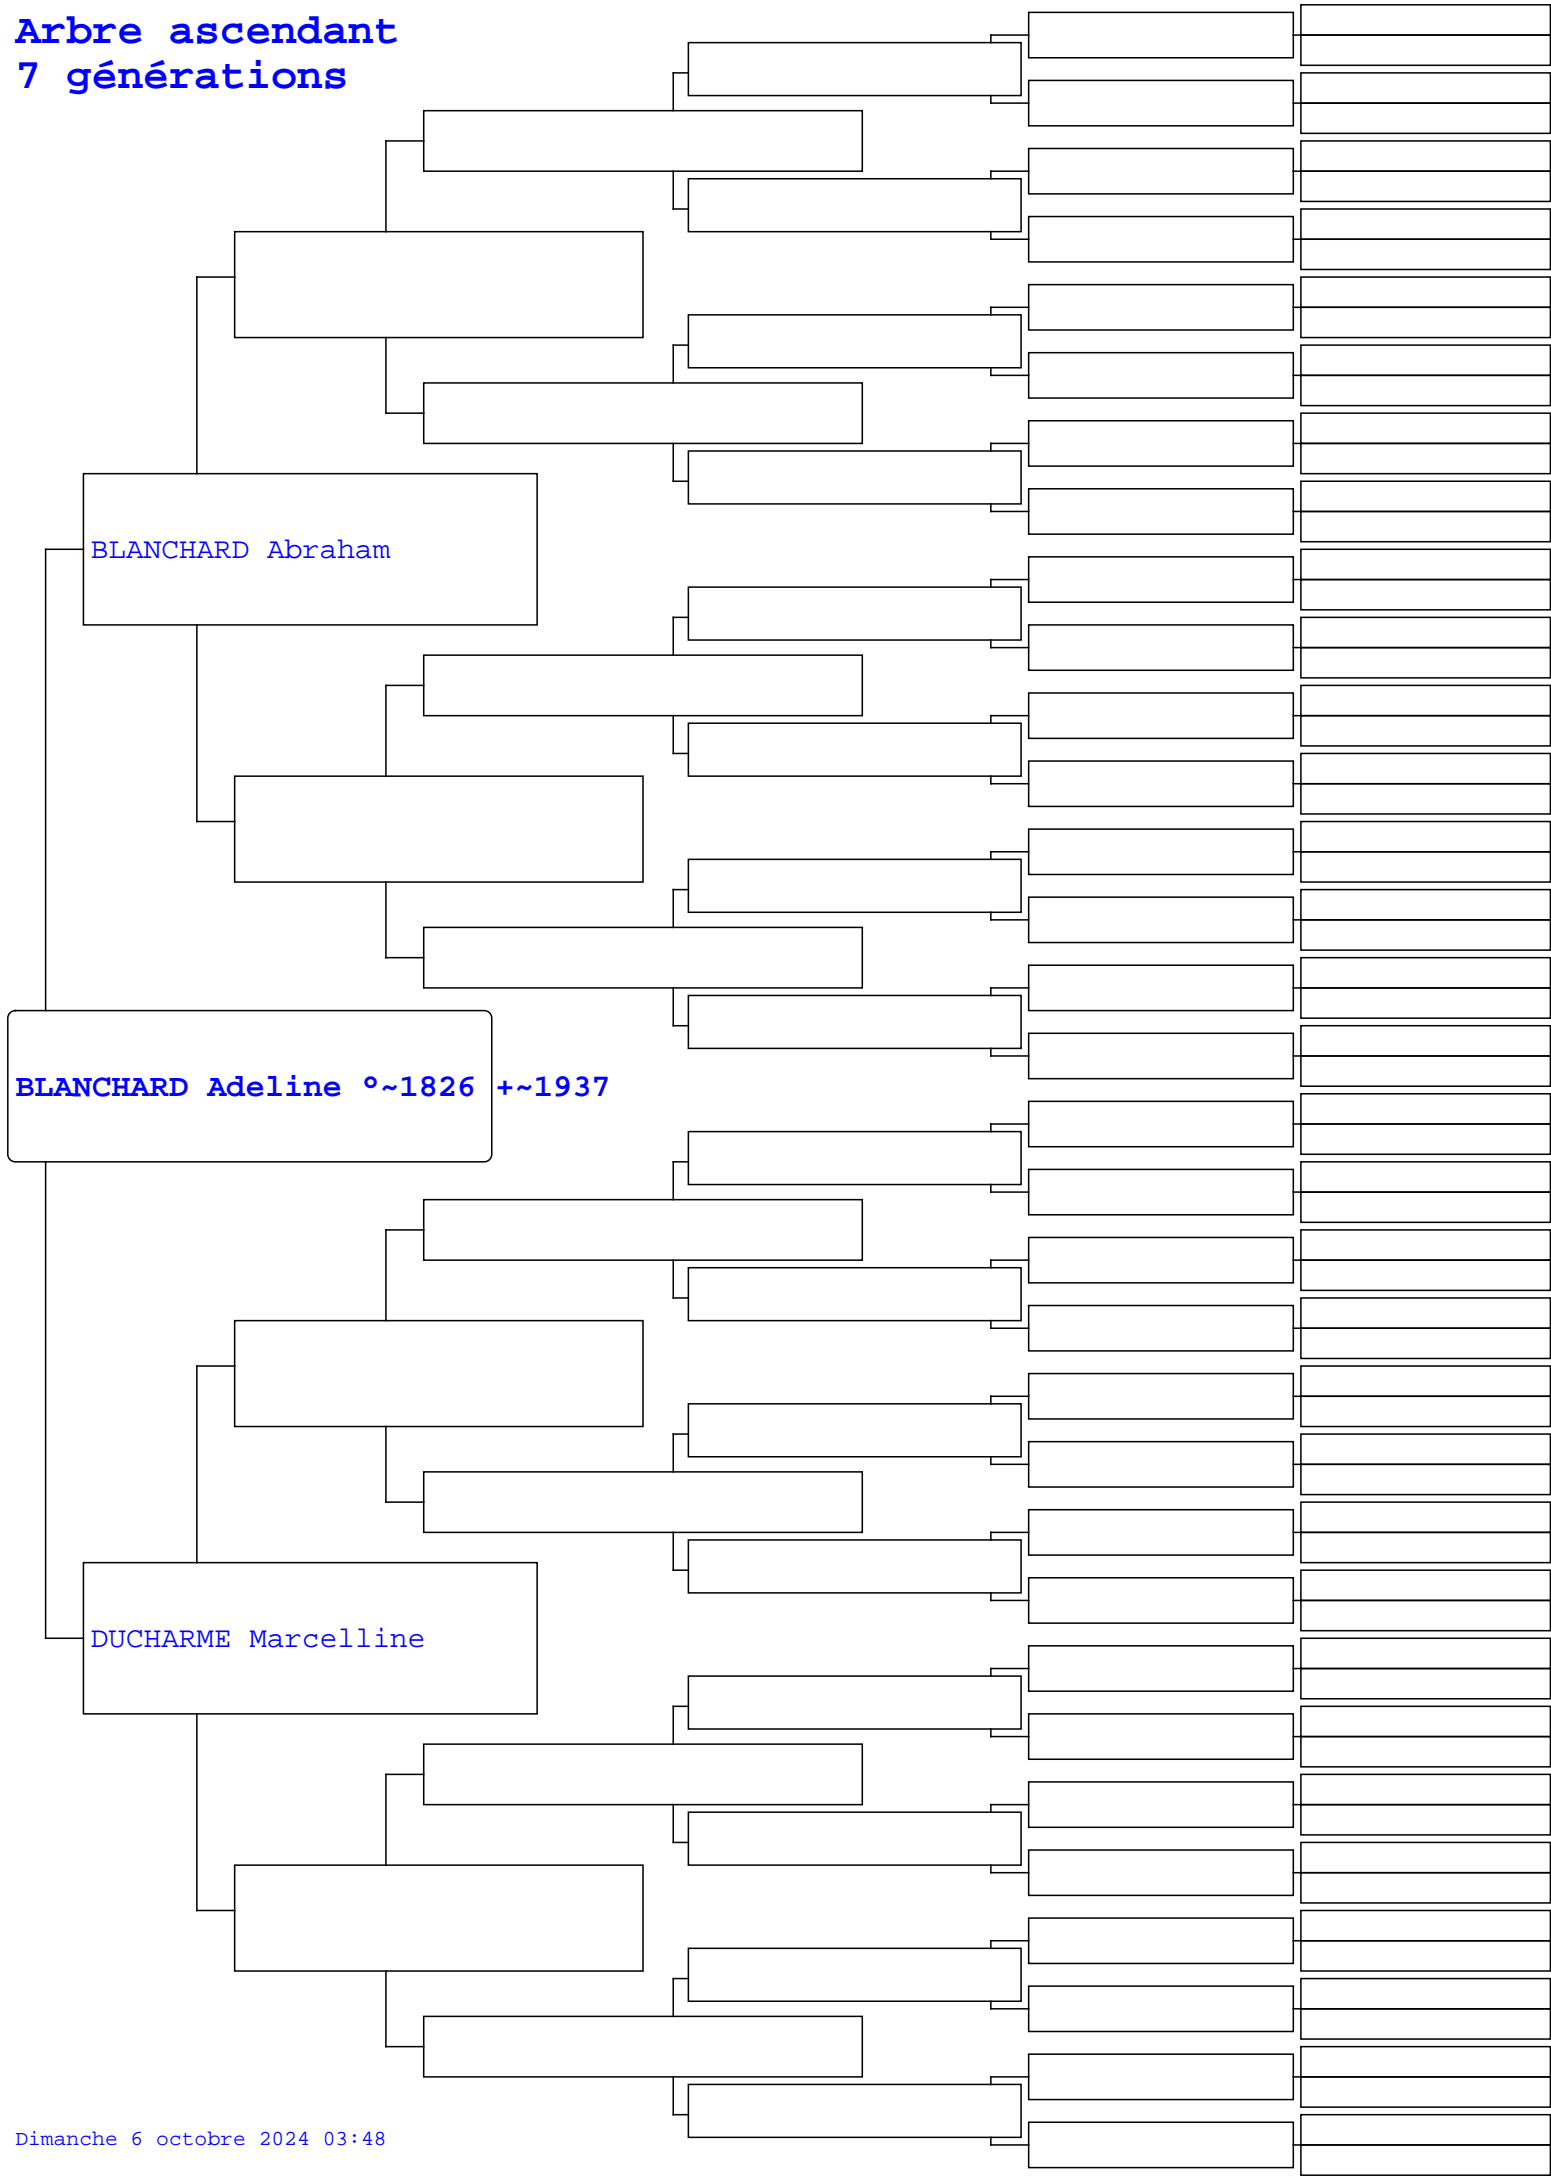 Arbre ascendant
7 générations
BLANCHARD Abraham
BLANCHARD Adeline °~1826 +~1937
DUCHARME Marcelline
Dimanche 6 octobre 2024 03:48